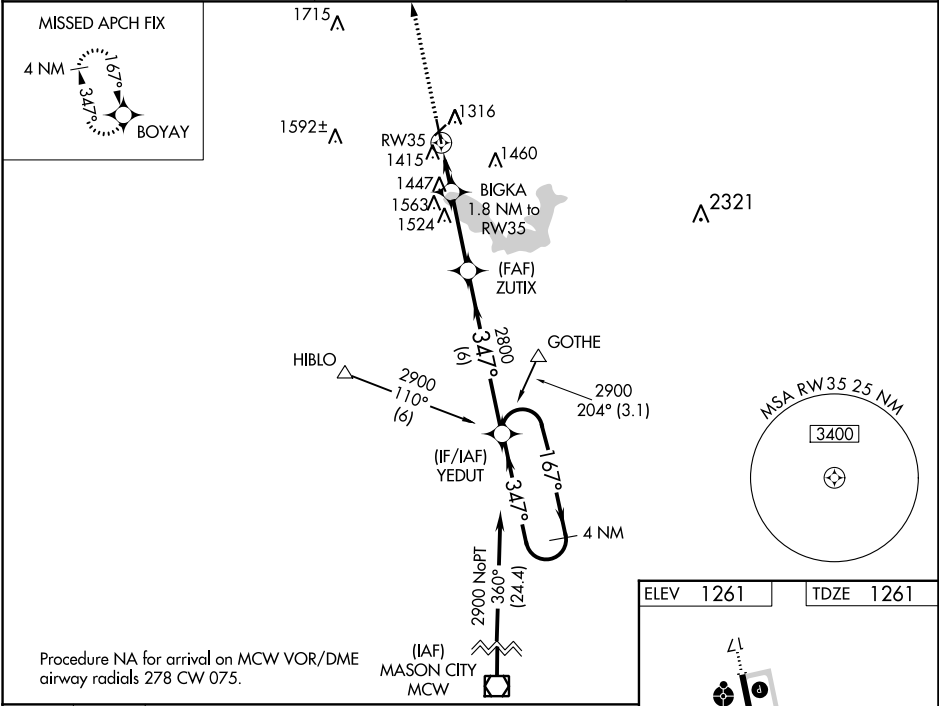 MISSED APCH FIX
4 NM
167°
347°
BOYAY
1715
1592±
1316
RW35
1415
1460
1447
BIGKA
1.8 NM to
RW35
1563
1524
2321
(FAF)
ZUTIX
2800
347°
(6)
HIBLO
2900
110°
(6)
GOTHE
2900
204° (3.1)
(IF/IAF)
YEDUT
167°
347°
4 NM
MSA RW35 25 NM
3400
2900 NoPT
360°
(24.4)
(IAF)
MASON CITY
MCW
Procedure NA for arrival on MCW VOR/DME
airway radials 278 CW 075.
ELEV 1261
TDZE 1261
17
P